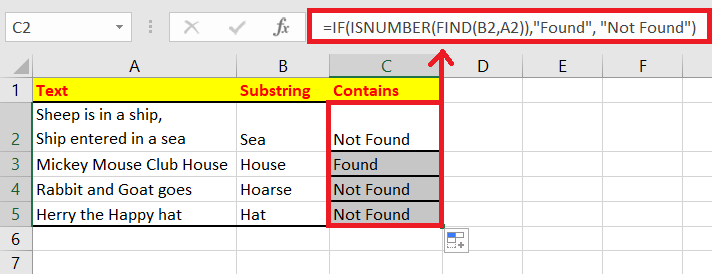 C2 fx =IF(ISNUMBER(FIND(B2,A2)),"Found", "Not Found")
A B C D E F
1 Text Substring Contains
Sheep is in a ship,
2 Ship entered in a sea Sea Not Found
3 Mickey Mouse Club House House Found
4 Rabbit and Goat goes Hoarse Not Found
5 Herry the Happy hat Hat Not Found
6
7